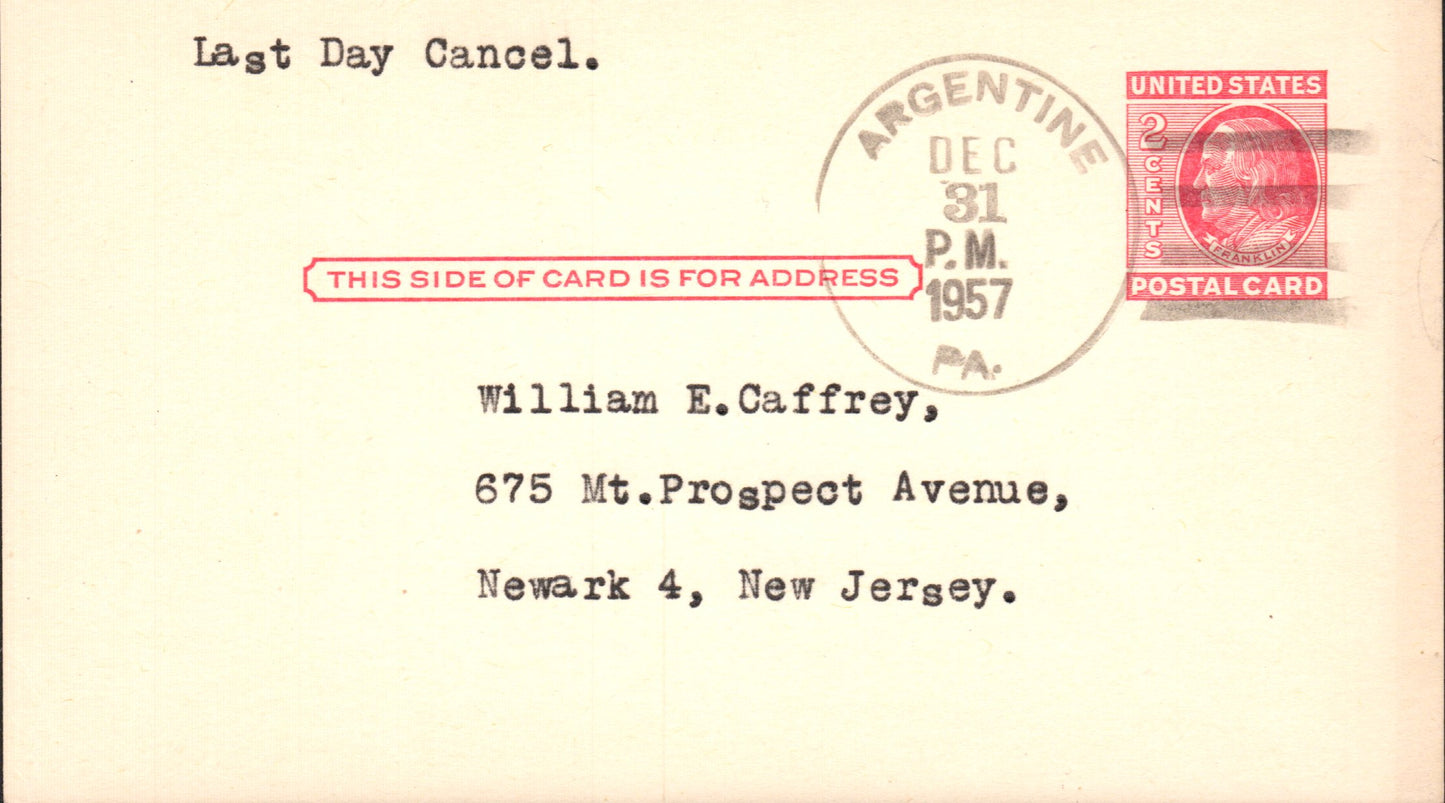 Last Day Cancel.
ARGENTINE
DEC
31
P.M.
1957
PA.
UNITED STATES
2 CENTS
FRANKLIN
POSTAL CARD
THIS SIDE OF CARD IS FOR ADDRESS
William E.Caffrey,
675 Mt.Prospect Avenue,
Newark 4, New Jersey.